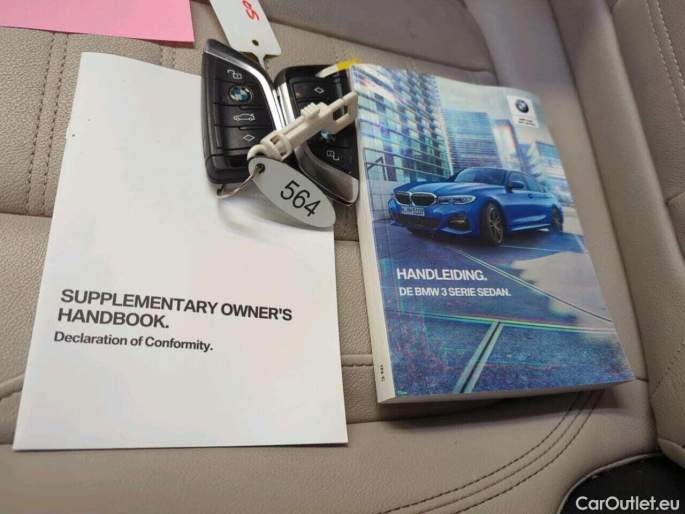 564
SUPPLEMENTARY OWNER'S
HANDBOOK.
Declaration of Conformity.
HANDLEIDING.
DE BMW 3 SERIE SEDAN.
CarOutlet.eu